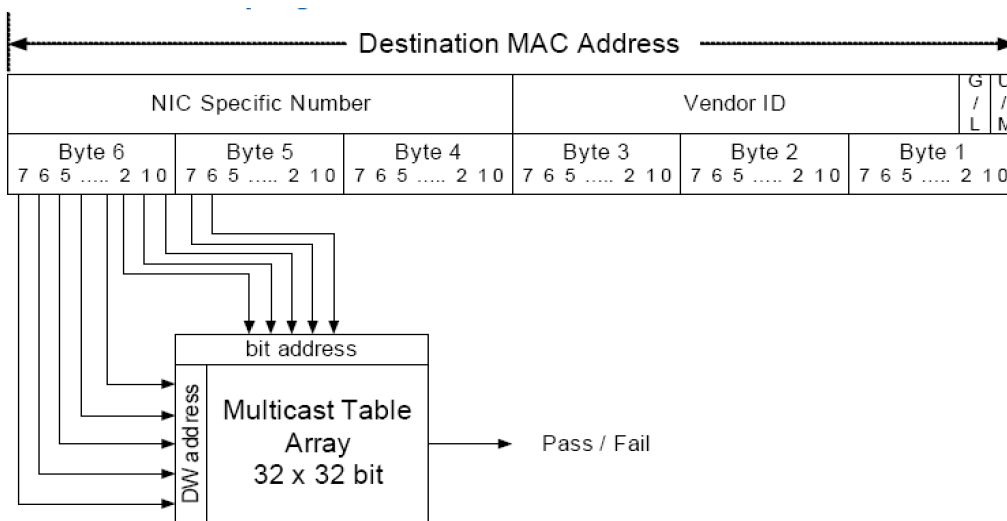 Destination MAC Address
NIC Specific Number
Vendor ID
G / L
U / M
Byte 6
Byte 5
Byte 4
Byte 3
Byte 2
Byte 1
7 6 5 ..... 2 1 0
7 6 5 ..... 2 1 0
7 6 5 ..... 2 1 0
7 6 5 ..... 2 1 0
7 6 5 ..... 2 1 0
7 6 5 ..... 2 1 0
bit address
DW address
Multicast Table
Array
32 x 32 bit
Pass / Fail